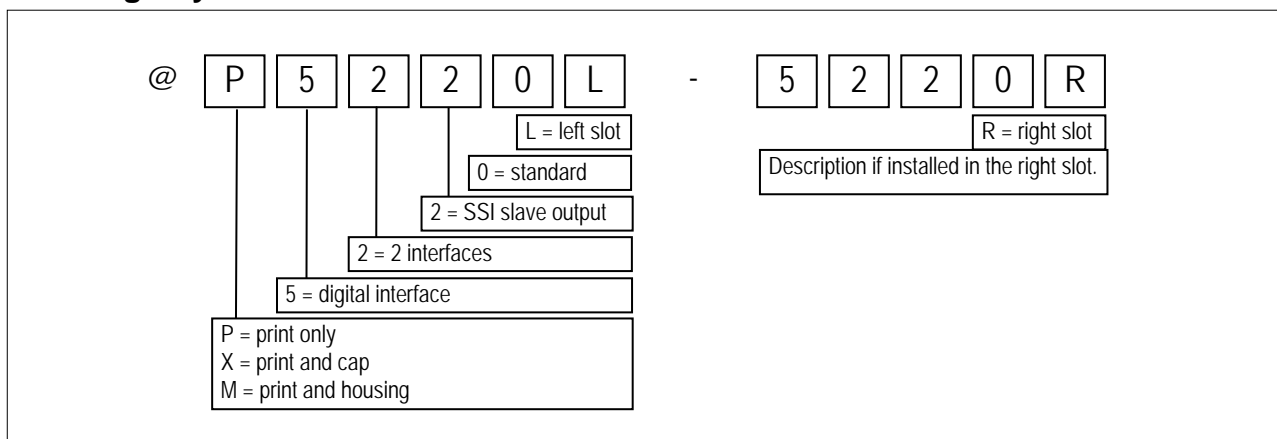 @ P 5 2 2 0 L - 5 2 2 0 R
L = left slot
R = right slot
0 = standard
Description if installed in the right slot.
2 = SSI slave output
2 = 2 interfaces
5 = digital interface
P = print only
X = print and cap
M = print and housing